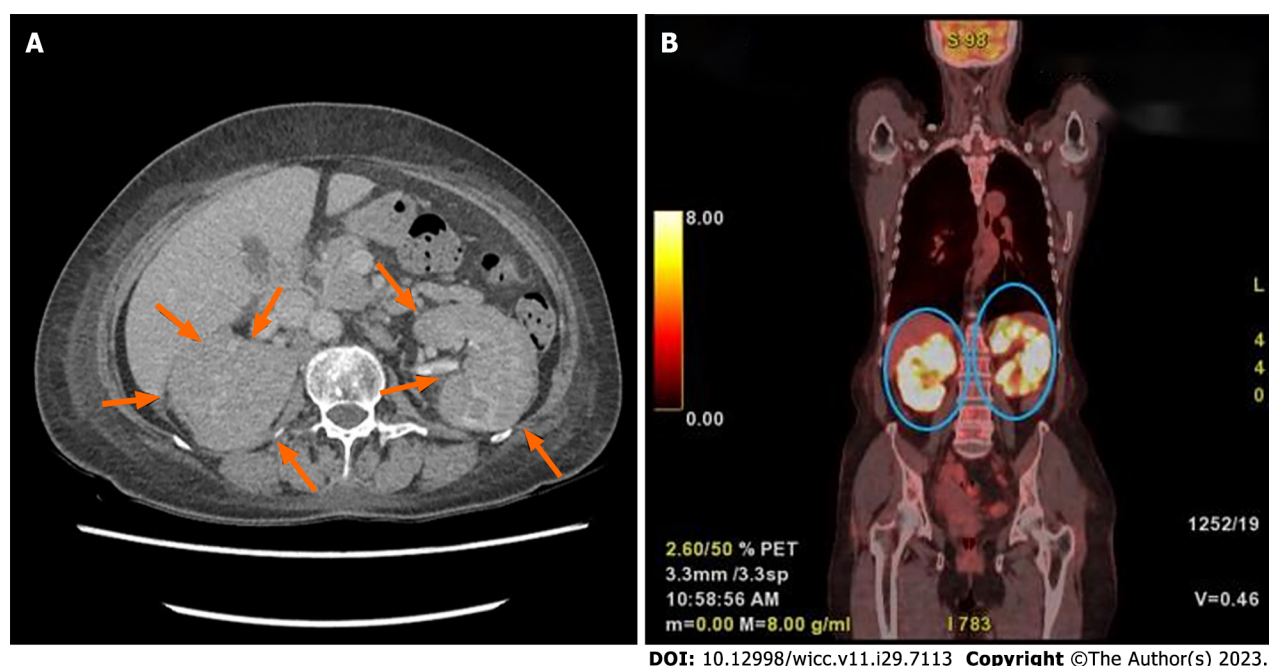 A
B
S 98
8.00
0.00
L
4
4
0
2.60/50 % PET
3.3mm /3.3sp
10:58:56 AM
m=0.00 M=8.00 g/ml
1252/19
V=0.46
I 783
DOI: 10.12998/wjcc.v11.i29.7113 Copyright ©The Author(s) 2023.